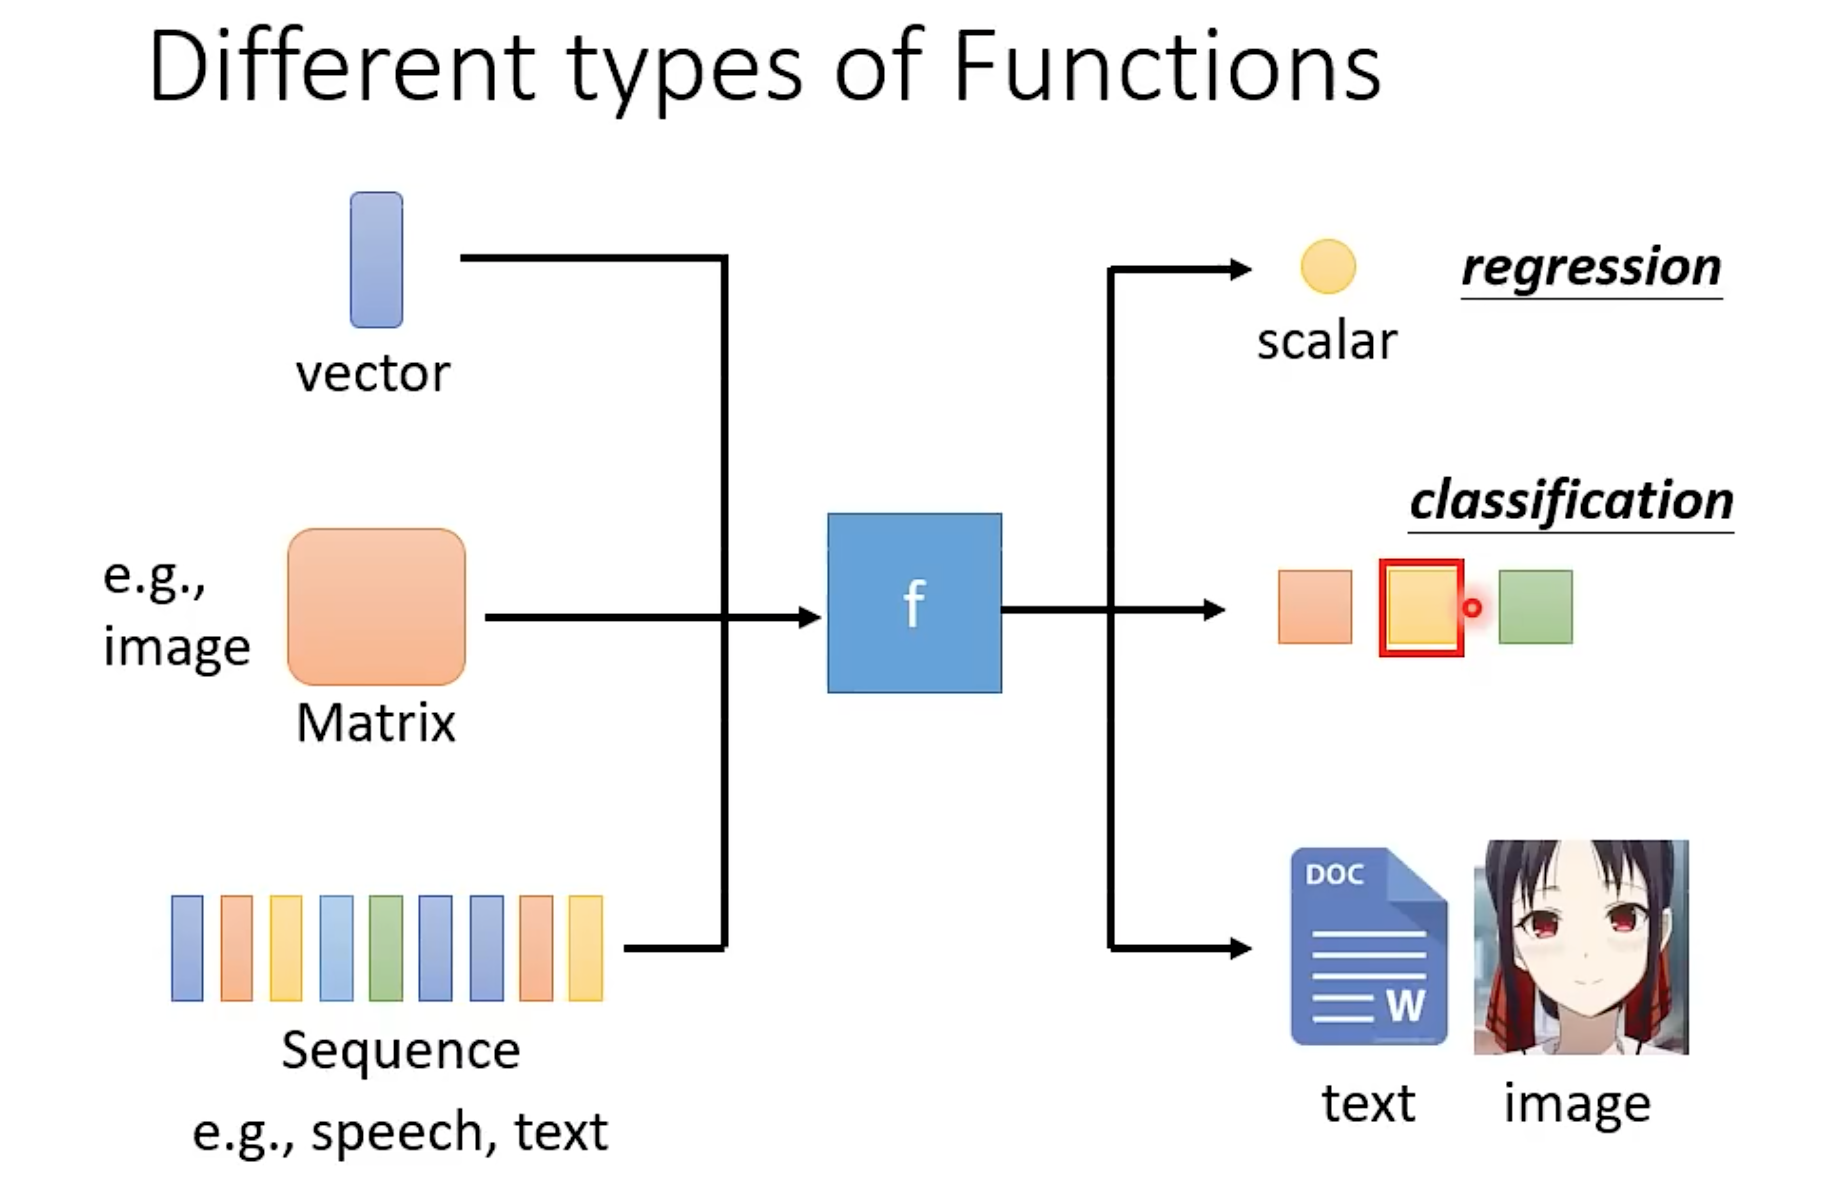 Different types of Functions
vector
regression
scalar
classification
e.g.,
image
f
Matrix
DOC
W
Sequence
e.g., speech, text
text
image